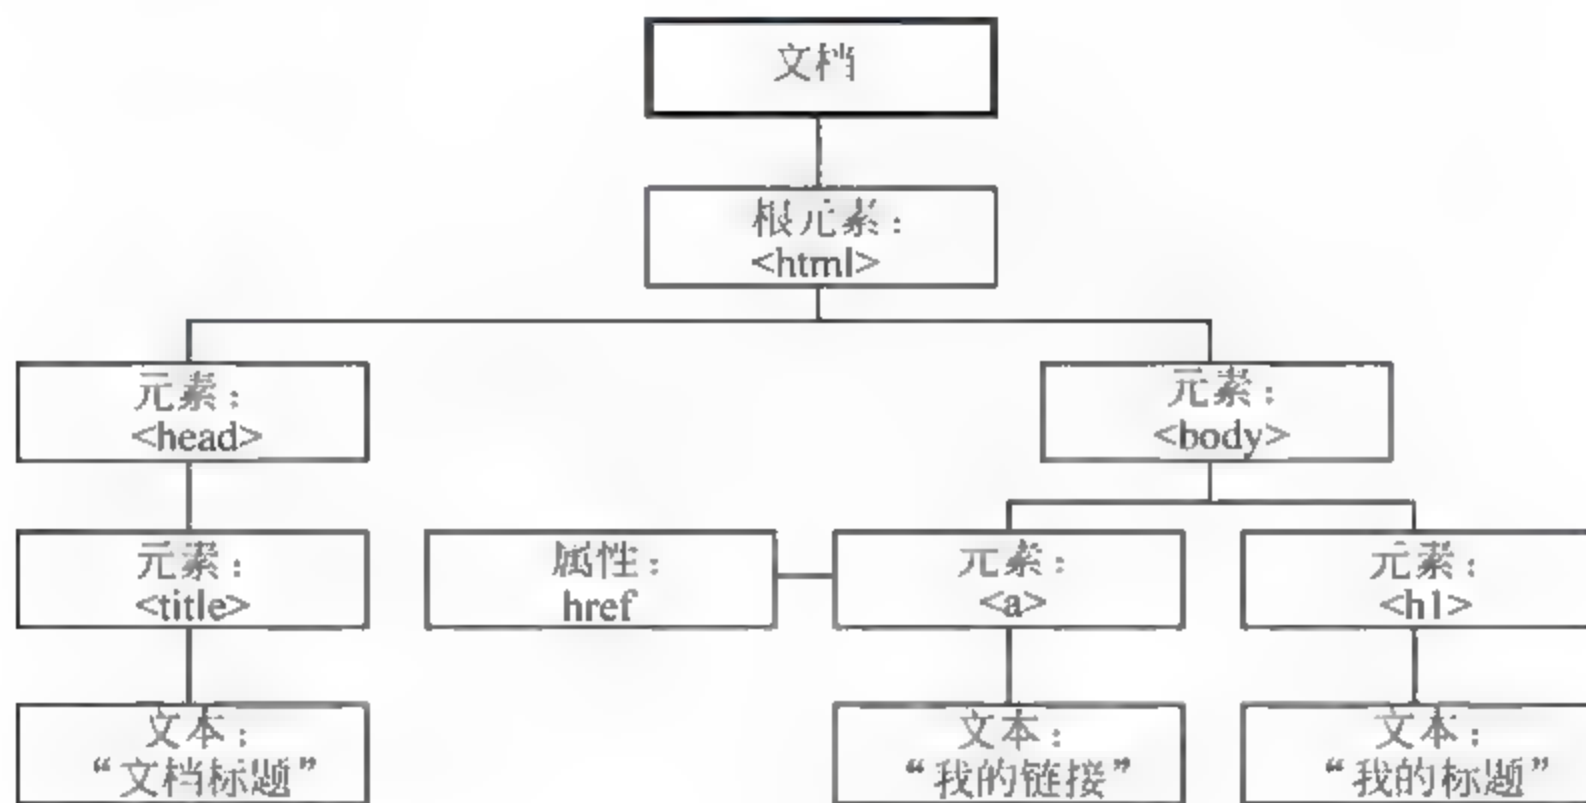 文档
根元素：
<html>
元素：
<head>
元素：
<body>
元素：
<title>
属性：
href
元素：
<a>
元素：
<h1>
文本：
“文档标题”
文本：
“我的链接”
文本：
“我的标题”